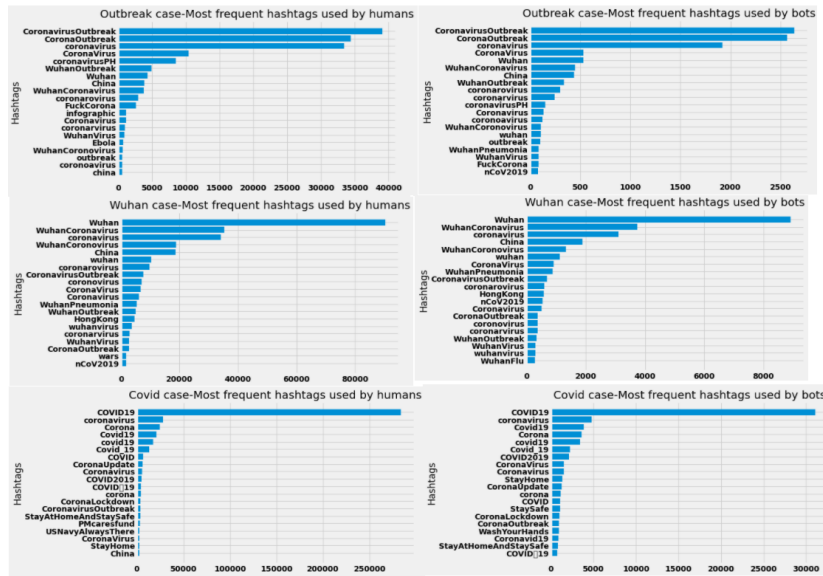 Outbreak case-Most frequent hashtags used by humans
CoronavirusOutbreak
CoronaOutbreak
coronavirus
CoronaVirus
coronavirusPH
WuhanOutbreak
Wuhan
China
WuhanCoronavirus
coronarovirus
FuckCorona
infographic
Coronavirus
coronarvirus
WuhanVirus
Ebola
WuhanCoronovirus
outbreak
coronoavirus
china
Hashtags
0 5000 10000 15000 20000 25000 30000 35000 40000
Outbreak case-Most frequent hashtags used by bots
CoronavirusOutbreak
CoronaOutbreak
coronavirus
CoronaVirus
Wuhan
WuhanCoronavirus
China
WuhanOutbreak
coronarovirus
coronarvirus
coronavirusPH
Coronavirus
coronoavirus
WuhanCoronovirus
wuhan
outbreak
WuhanPneumonia
WuhanVirus
FuckCorona
nCoV2019
Hashtags
0 500 1000 1500 2000 2500
Wuhan case-Most frequent hashtags used by humans
Wuhan
WuhanCoronavirus
coronavirus
WuhanCoronovirus
China
wuhan
coronarovirus
CoronavirusOutbreak
coronovirus
CoronaVirus
Coronavirus
WuhanPneumonia
WuhanOutbreak
HongKong
wuhanvirus
coronarvirus
WuhanVirus
CoronaOutbreak
wars
nCoV2019
Hashtags
0 20000 40000 60000 80000
Wuhan case-Most frequent hashtags used by bots
Wuhan
WuhanCoronavirus
coronavirus
China
WuhanCoronovirus
wuhan
CoronaVirus
WuhanPneumonia
CoronavirusOutbreak
coronarovirus
HongKong
nCoV2019
Coronavirus
CoronaOutbreak
coronovirus
coronarvirus
WuhanOutbreak
WuhanVirus
wuhanvirus
WuhanFlu
Hashtags
0 2000 4000 6000 8000
Covid case-Most frequent hashtags used by humans
COVID19
coronavirus
Corona
Covid19
covid19
Covid_19
COVID
CoronaUpdate
Coronavirus
COVID2019
COVID▯19
corona
CoronaLockdown
CoronavirusOutbreak
StayAtHomeAndStaySafe
PMcaresfund
USNavyAlwaysThere
CoronaVirus
StayHome
China
Hashtags
0 50000 100000 150000 200000 250000
Covid case-Most frequent hashtags used by bots
COVID19
coronavirus
Covid19
Corona
covid19
Covid_19
COVID2019
CoronaVirus
Coronavirus
StayHome
CoronaUpdate
corona
COVID
StaySafe
CoronaLockdown
CoronaOutbreak
WashYourHands
Coronavid19
StayAtHomeAndStaySafe
COVID▯19
Hashtags
0 5000 10000 15000 20000 25000 30000